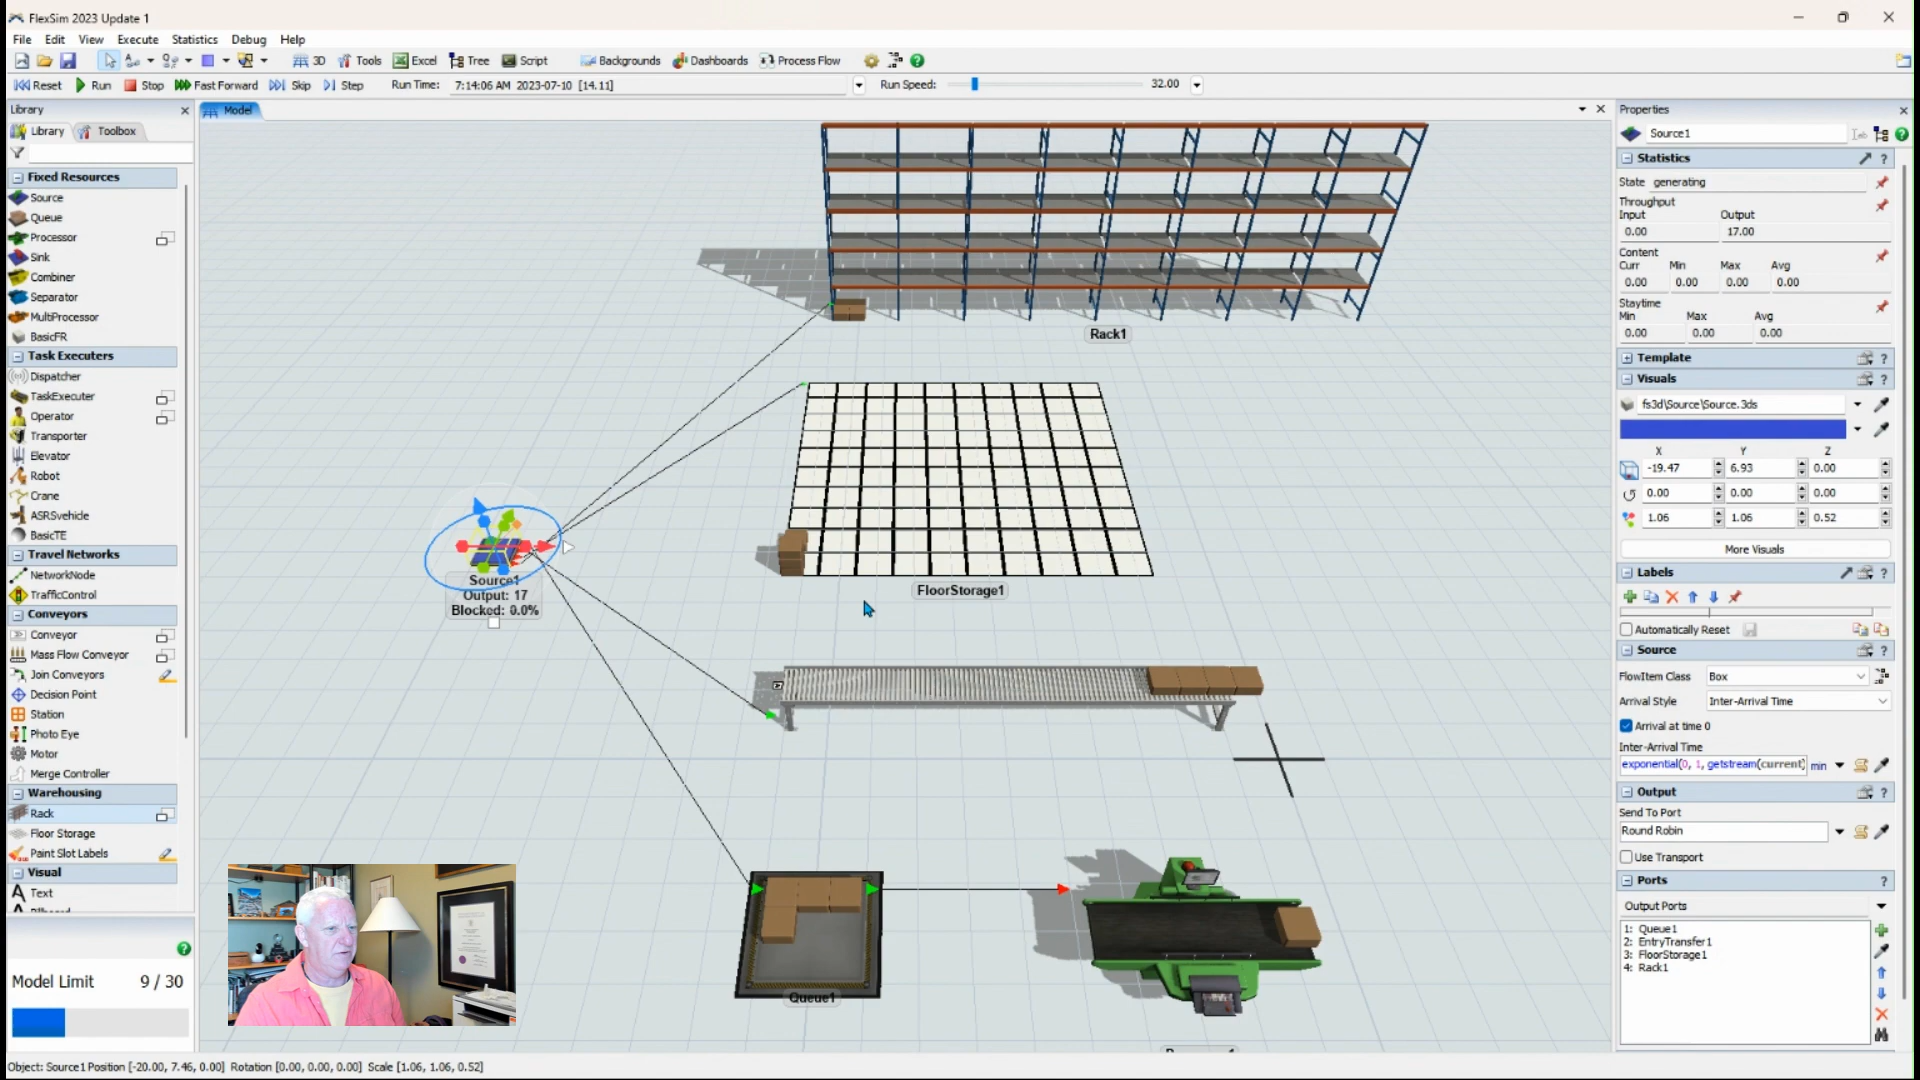 FlexSim 2023 Update 1
File Edit View Execute Statistics Debug Help
3D Tools Excel Tree Script Backgrounds Dashboards Process Flow
Reset Run Stop Fast Forward Skip Step Run Time: 7:14:06 AM 2023-07-10 [14.11] Run Speed: 32.00
Library
Library Toolbox
Fixed Resources
Source
Queue
Processor
Sink
Combiner
Separator
MultiProcessor
BasicFR
Task Executers
Dispatcher
TaskExecuter
Operator
Transporter
Elevator
Robot
Crane
ASRSvehicle
BasicTE
Travel Networks
NetworkNode
TrafficControl
Conveyors
Conveyor
Mass Flow Conveyor
Join Conveyors
Decision Point
Station
Photo Eye
Motor
Merge Controller
Warehousing
Rack
Floor Storage
Paint Slot Labels
Visual
Text
Model Limit 9 / 30
Model
Rack1
FloorStorage1
Source1
Output: 17
Blocked: 0.0%
Queue1
Properties
Source1
Statistics
State generating
Throughput
Input Output
0.00 17.00
Content
Curr Min Max Avg
0.00 0.00 0.00 0.00
Staytime
Min Max Avg
0.00 0.00 0.00
Template
Visuals
fs3d\Source\Source.3ds
X Y Z
-19.47 6.93 0.00
0.00 0.00 0.00
1.06 1.06 0.52
More Visuals
Labels
Automatically Reset
Source
FlowItem Class Box
Arrival Style Inter-Arrival Time
Arrival at time 0
Inter-Arrival Time
exponential(0, 1, getstream(current) min
Output
Send To Port
Round Robin
Use Transport
Ports
Output Ports
1: Queue1
2: EntryTransfer1
3: FloorStorage1
4: Rack1
Object: Source1 Position [-20.00, 7.46, 0.00] Rotation [0.00, 0.00, 0.00] Scale [1.06, 1.06, 0.52]